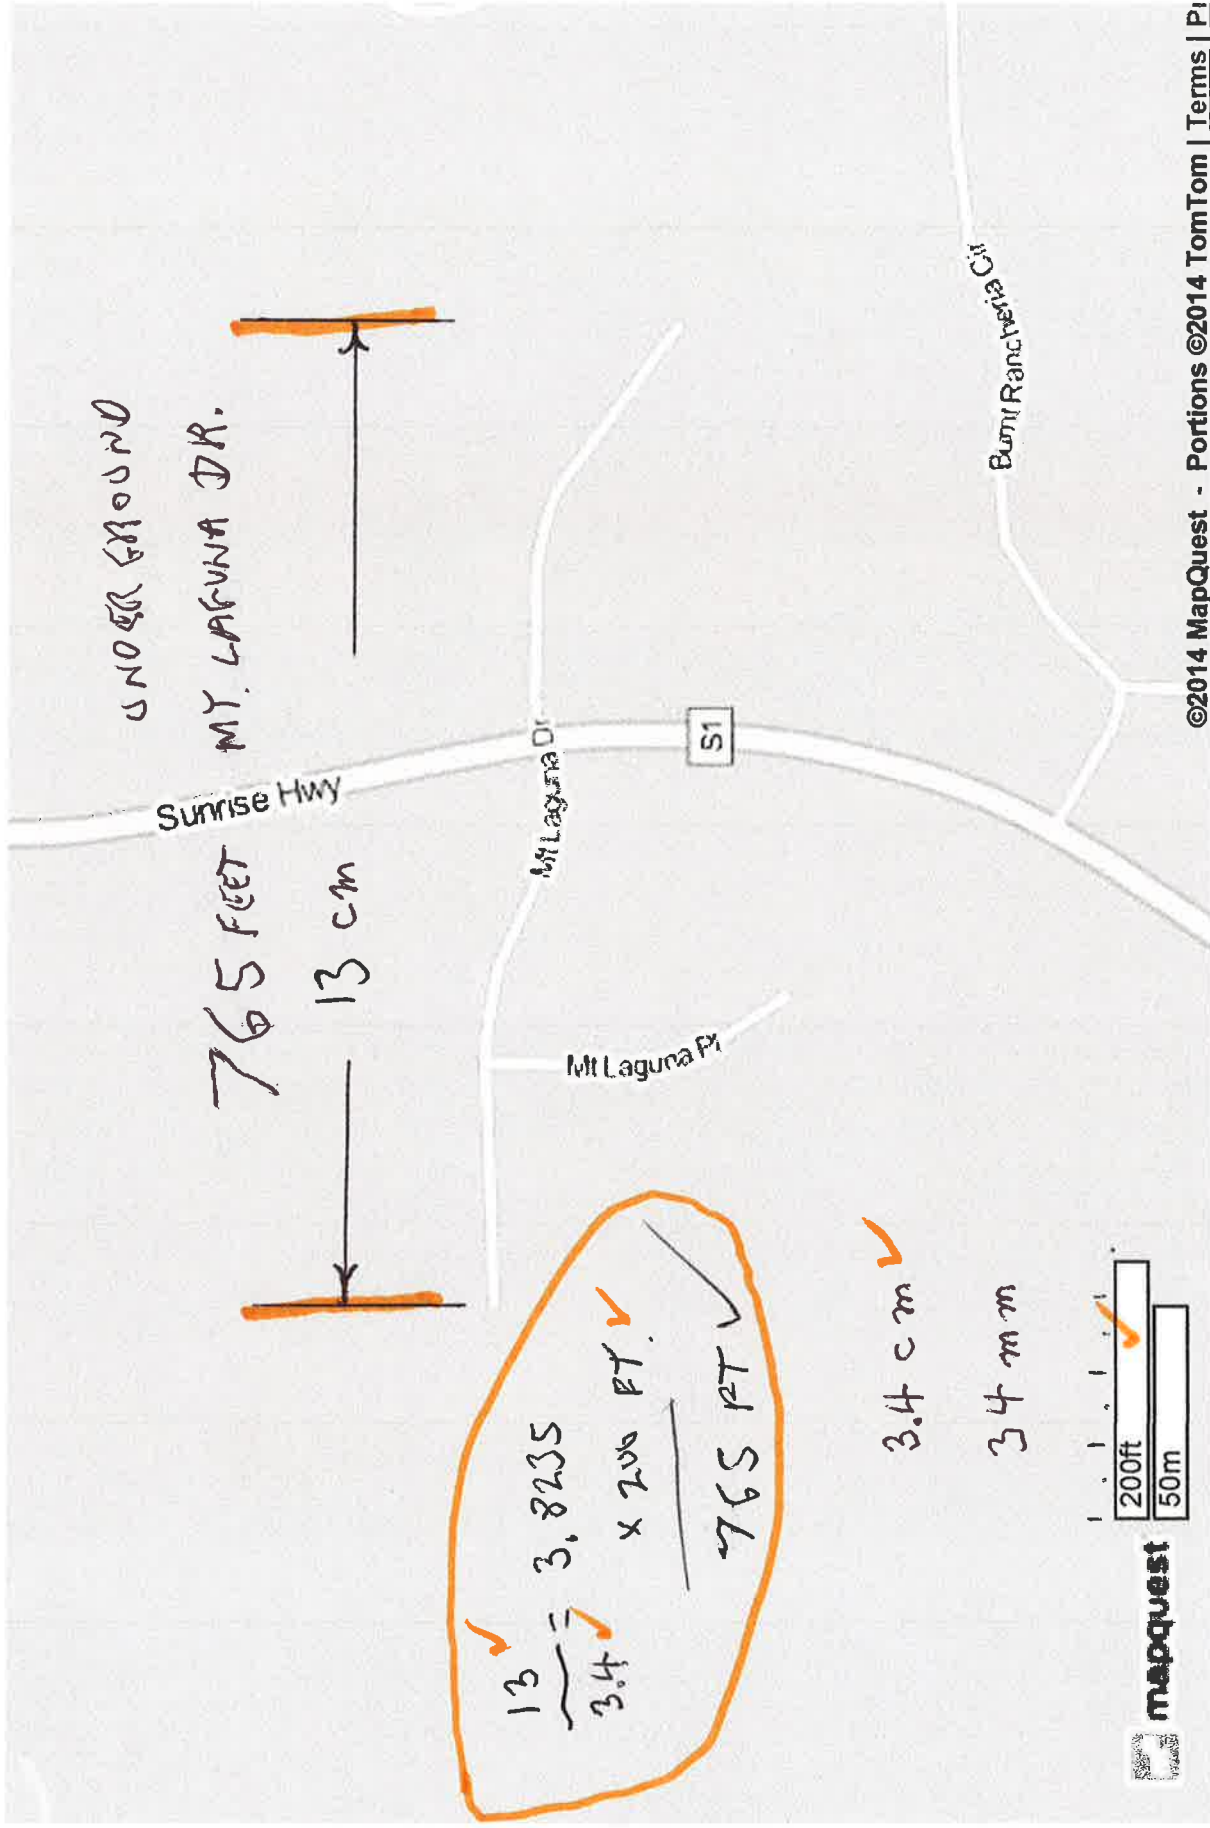 UNDER GROUND
765 FEET MT. LAGUNA DR.
13 cm
Sunrise Hwy
Mt Laguna Dr
S1
Mt Laguna Pl
Burnt Rancheria Cir
13
3.4
= 3.8235
x 200 FT.
765 FT
3.4 cm
34 mm
200ft
50m
mapquest
©2014 MapQuest - Portions ©2014 TomTom | Terms |